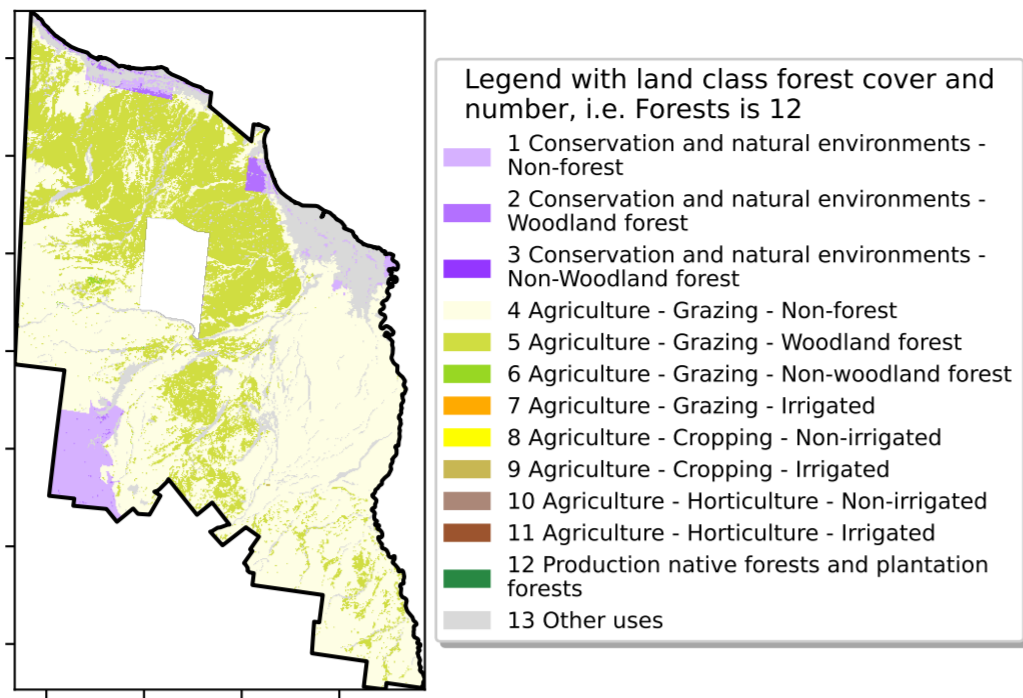 Legend with land class forest cover and
number, i.e. Forests is 12
1 Conservation and natural environments -
Non-forest
2 Conservation and natural environments -
Woodland forest
3 Conservation and natural environments -
Non-Woodland forest
4 Agriculture - Grazing - Non-forest
5 Agriculture - Grazing - Woodland forest
6 Agriculture - Grazing - Non-woodland forest
7 Agriculture - Grazing - Irrigated
8 Agriculture - Cropping - Non-irrigated
9 Agriculture - Cropping - Irrigated
10 Agriculture - Horticulture - Non-irrigated
11 Agriculture - Horticulture - Irrigated
12 Production native forests and plantation
forests
13 Other uses